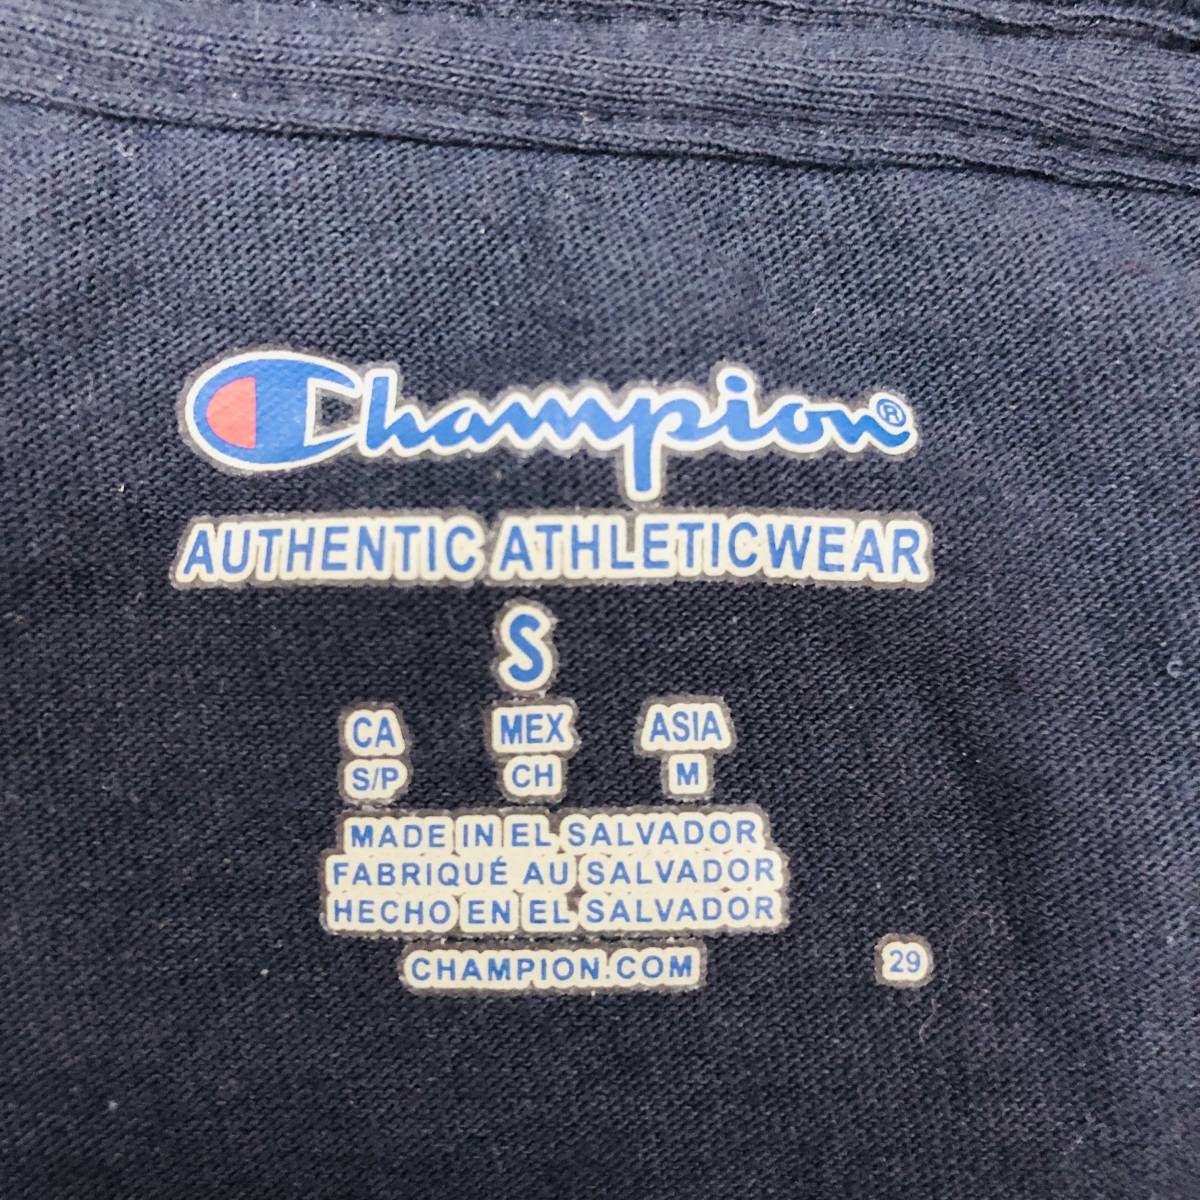 Champion®
AUTHENTIC ATHLETICWEAR
S
CA MEX ASIA
S/P CH M
MADE IN EL SALVADOR
FABRIQUÉ AU SALVADOR
HECHO EN EL SALVADOR
CHAMPION.COM 29